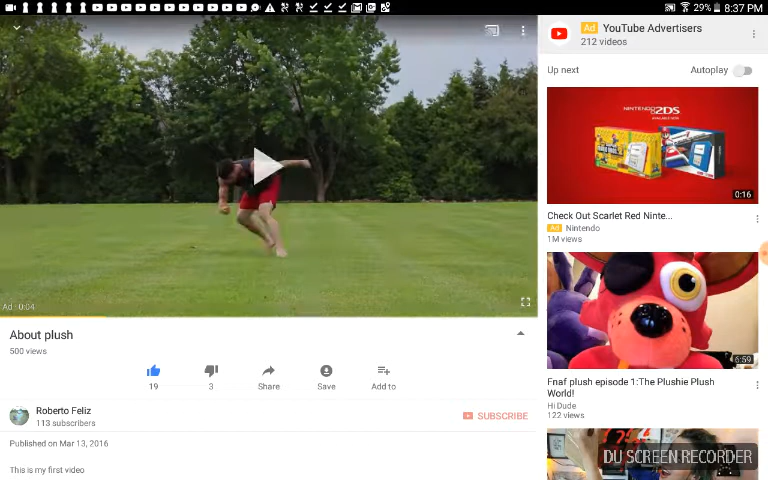 29% 8:37 PM
Ad YouTube Advertisers
212 videos
Up next
Autoplay
NINTENDO 2DS
0:16
Check Out Scarlet Red Ninte...
Ad Nintendo
1M views
Ad : 0:04
About plush
500 views
19
3
Share
Save
Add to
Roberto Feliz
113 subscribers
SUBSCRIBE
Published on Mar 13, 2016
This is my first video
6:59
Fnaf plush episode 1:The Plushie Plush
World!
Hi Dude
122 views
DU SCREEN RECORDER